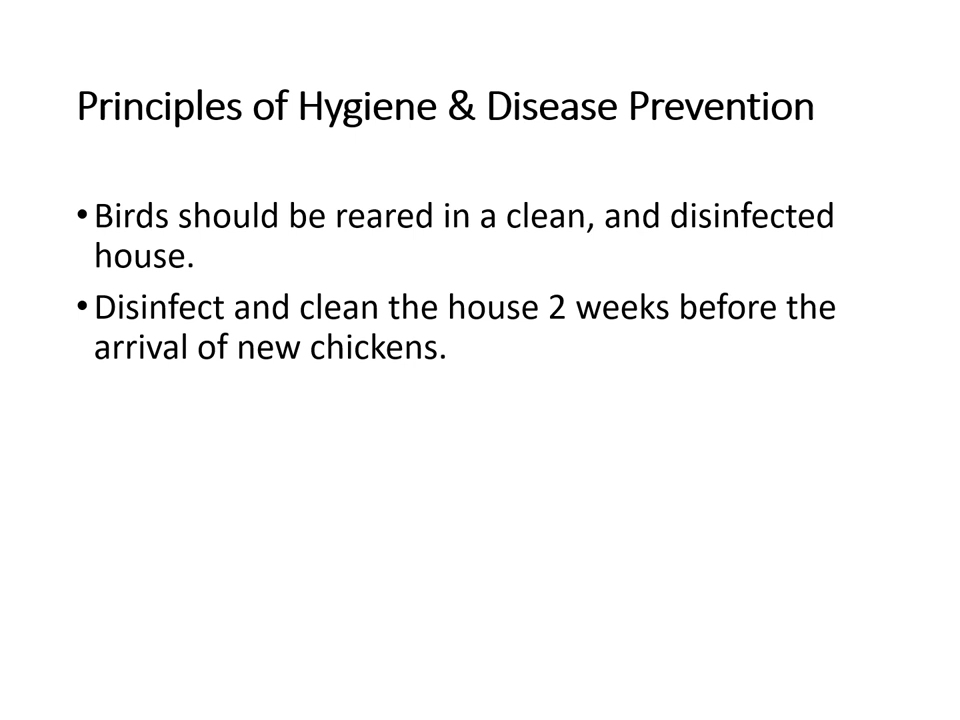 Principles of Hygiene & Disease Prevention
• Birds should be reared in a clean, and disinfected
house.
• Disinfect and clean the house 2 weeks before the
arrival of new chickens.